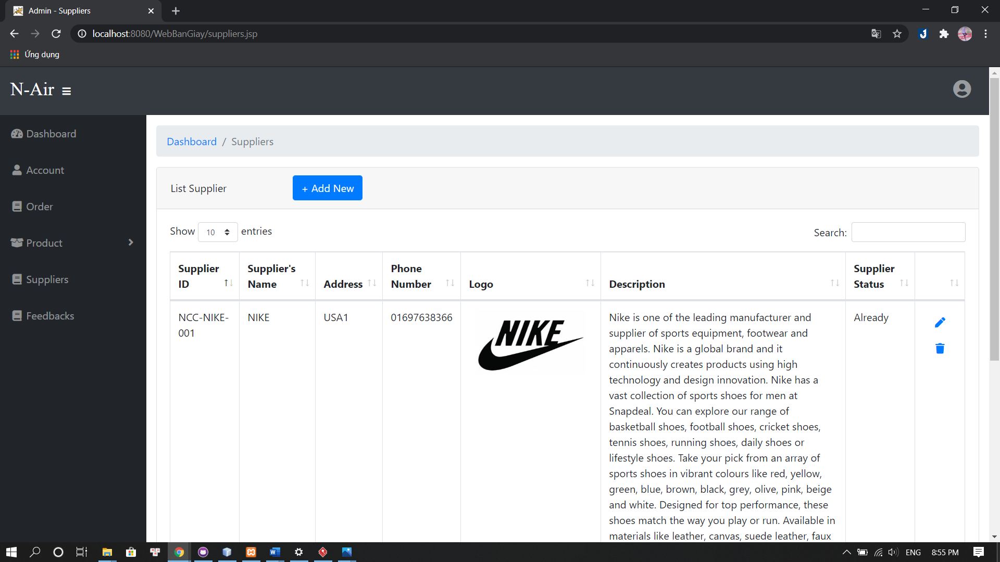 Admin - Suppliers
localhost:8080/WebBanGiay/suppliers.jsp
Ứng dụng
N-Air
Dashboard
Account
Order
Product
Suppliers
Feedbacks
Dashboard / Suppliers
List Supplier
+ Add New
Show 10 entries
Search:
Supplier ID
Supplier's Name
Address
Phone Number
Logo
Description
Supplier Status
NCC-NIKE-
001
NIKE
USA1
01697638366
NIKE
Nike is one of the leading manufacturer and
supplier of sports equipment, footwear and
apparels. Nike is a global brand and it
continuously creates products using high
technology and design innovation. Nike has a
vast collection of sports shoes for men at
Snapdeal. You can explore our range of
basketball shoes, football shoes, cricket shoes,
tennis shoes, running shoes, daily shoes or
lifestyle shoes. Take your pick from an array of
sports shoes in vibrant colours like red, yellow,
green, blue, brown, black, grey, olive, pink, beige
and white. Designed for top performance, these
shoes match the way you play or run. Available in
materials like leather, canvas, suede leather, faux
Already
ENG
8:55 PM